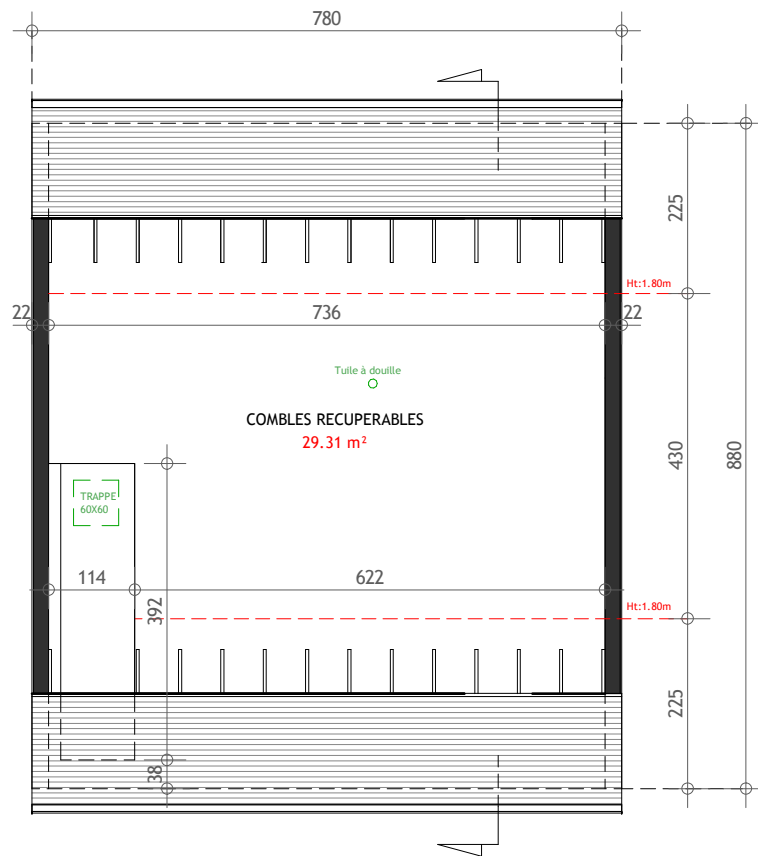 780
225
Ht:1.80m
22
736
22
Tuile à douille
COMBLES RECUPERABLES
29.31 m²
430
880
TRAPPE
60X60
114
622
392
Ht:1.80m
225
38